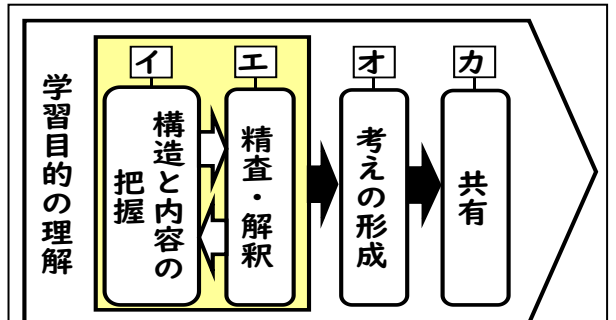 学習目的の理解
イ
構造と内容の
把握
エ
精査・解釈
オ
考えの形成
カ
共有